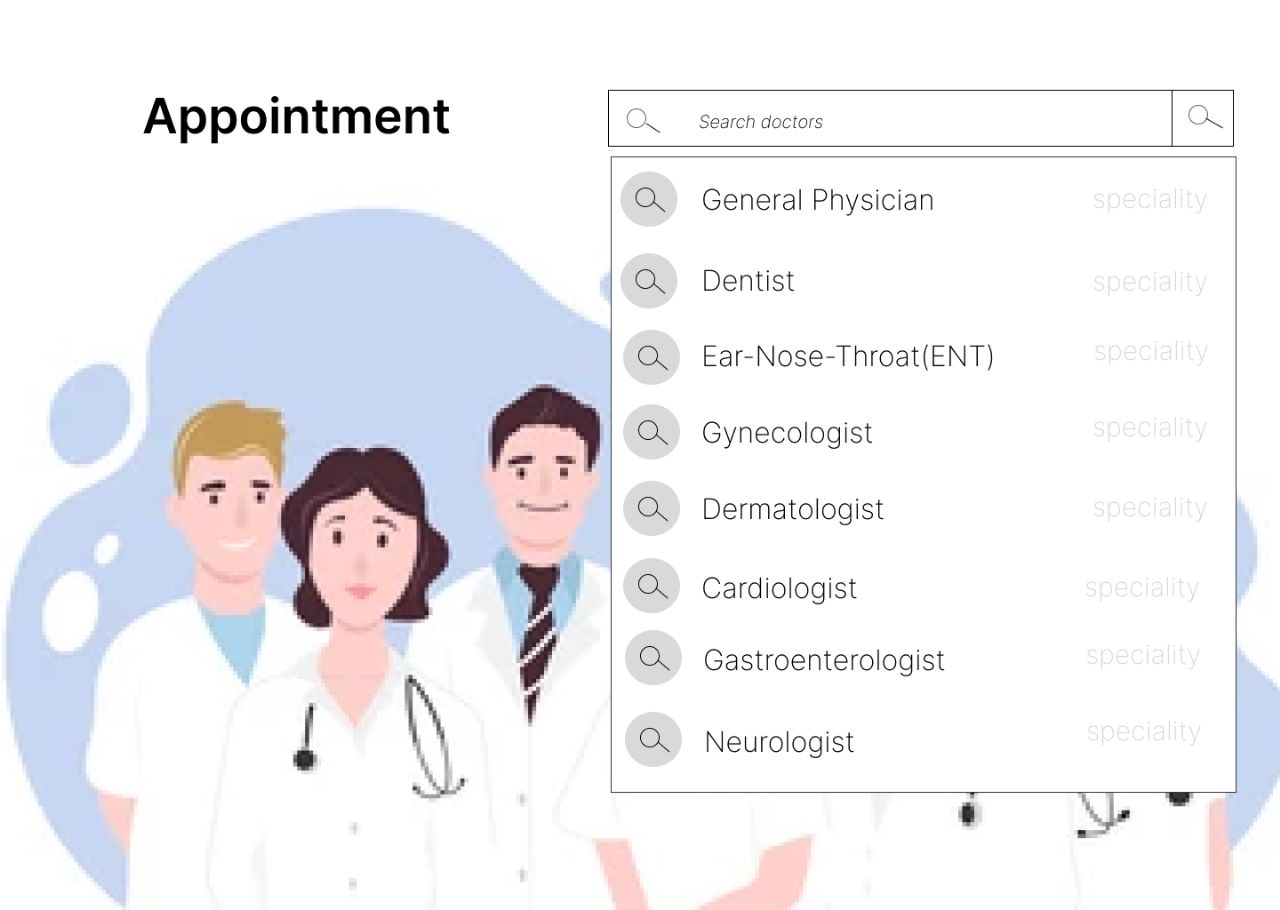 Appointment
Search doctors
General Physician speciality
Dentist speciality
Ear-Nose-Throat(ENT) speciality
Gynecologist speciality
Dermatologist speciality
Cardiologist speciality
Gastroenterologist speciality
Neurologist speciality